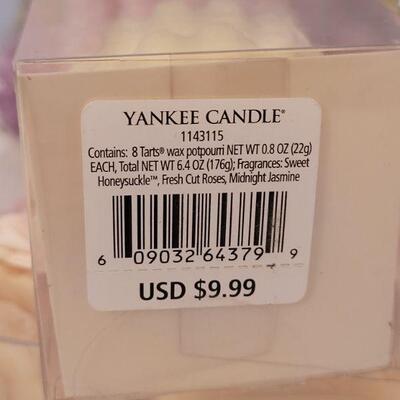 YANKEE CANDLE®
1143115
Contains: 8 Tarts® wax potpourri NET WT 0.8 OZ (22g)
EACH, Total NET WT 6.4 OZ (176g); Fragrances: Sweet
Honeysuckle™, Fresh Cut Roses, Midnight Jasmine
6 09032 64379 9
USD $9.99